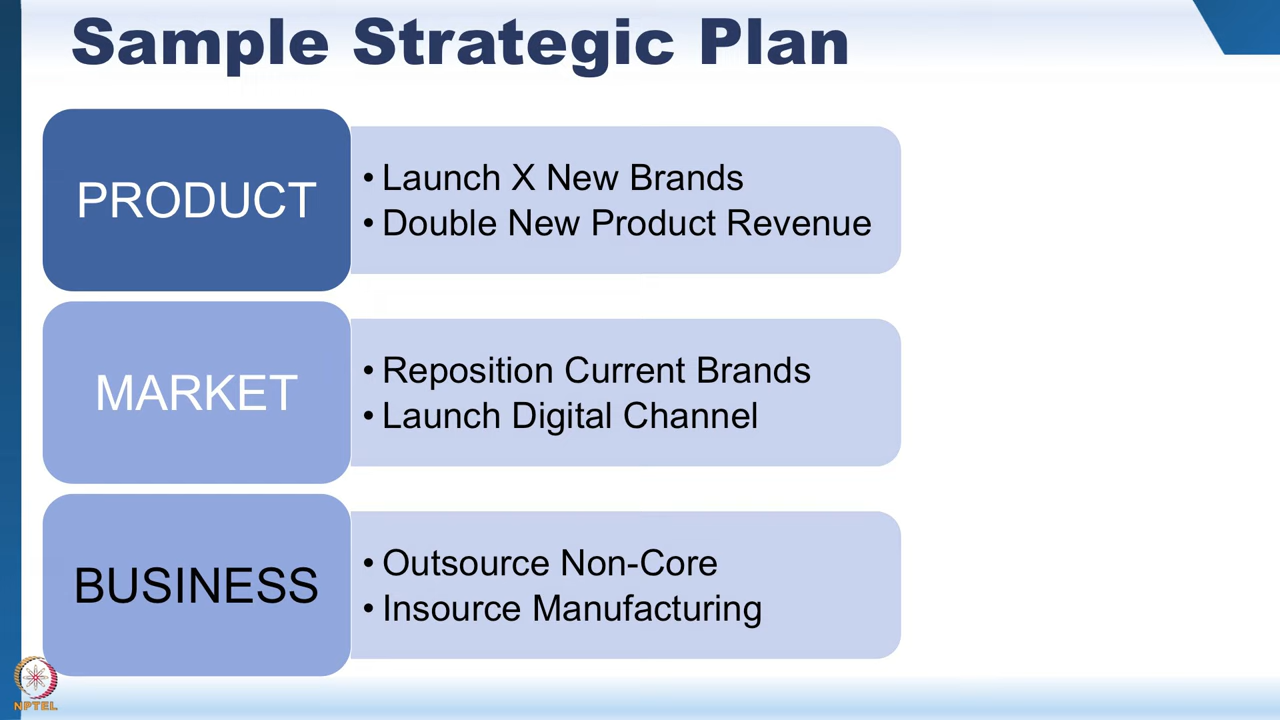 Sample Strategic Plan
PRODUCT
• Launch X New Brands
• Double New Product Revenue
MARKET
• Reposition Current Brands
• Launch Digital Channel
BUSINESS
• Outsource Non-Core
• Insource Manufacturing
NPTEL